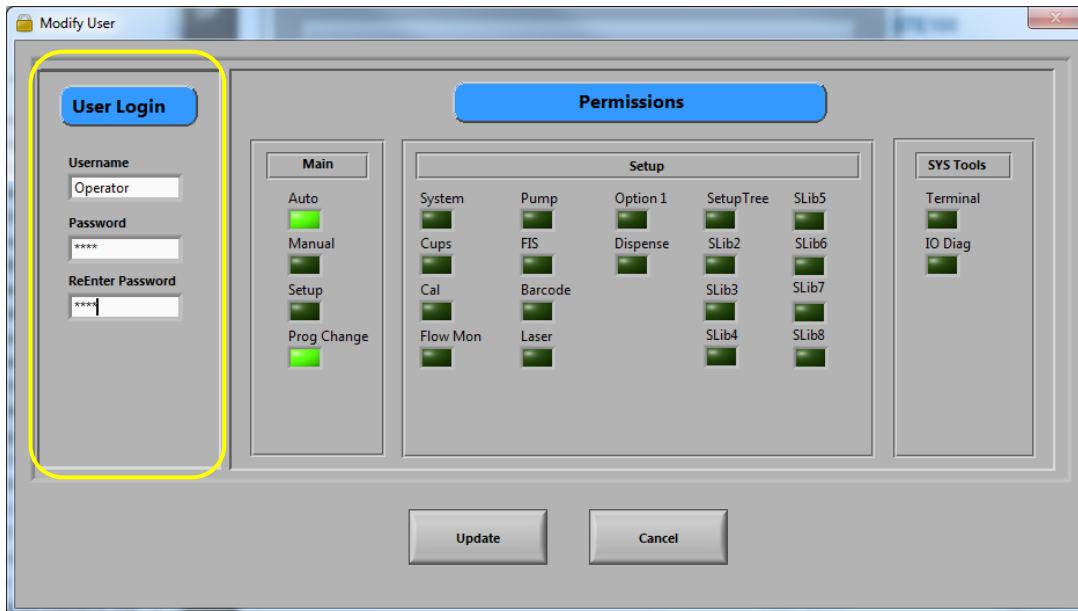 Modify User
User Login
Username
Operator
Password
****
ReEnter Password
****
Permissions
Main
Auto
Manual
Setup
Prog Change
Setup
System
Pump
Option 1
SetupTree
SLib5
Cups
FIS
Dispense
SLib2
SLib6
Cal
Barcode
SLib3
SLib7
Flow Mon
Laser
SLib4
SLib8
SYS Tools
Terminal
IO Diag
Update
Cancel